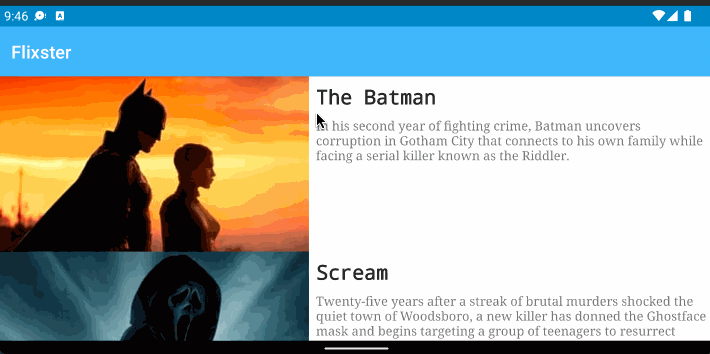 9:46
Flixster
The Batman
In his second year of fighting crime, Batman uncovers
corruption in Gotham City that connects to his own family while
facing a serial killer known as the Riddler.
Scream
Twenty-five years after a streak of brutal murders shocked the
quiet town of Woodsboro, a new killer has donned the Ghostface
mask and begins targeting a group of teenagers to resurrect